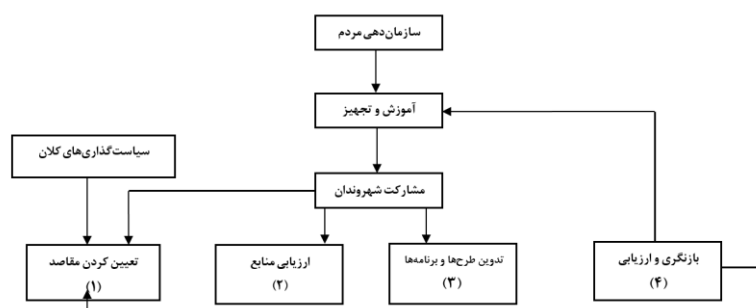 سازمان‌دهی مردم
آموزش و تجهیز
سیاست‌گذاری‌های کلان
مشارکت شهروندان
تعیین کردن مقاصد
(۱)
ارزیابی منابع
(۲)
تدوین طرح‌ها و برنامه‌ها
(۳)
بازنگری و ارزیابی
(۴)